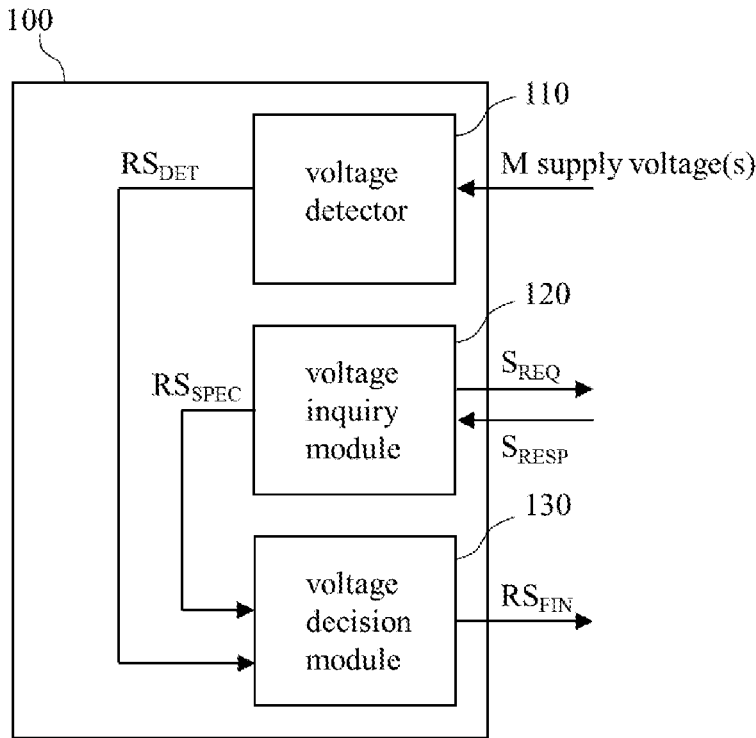 100
110
RS_DET
voltage
detector
M supply voltage(s)
120
RS_SPEC
voltage
inquiry
module
S_REQ
S_RESP
130
voltage
decision
module
RS_FIN